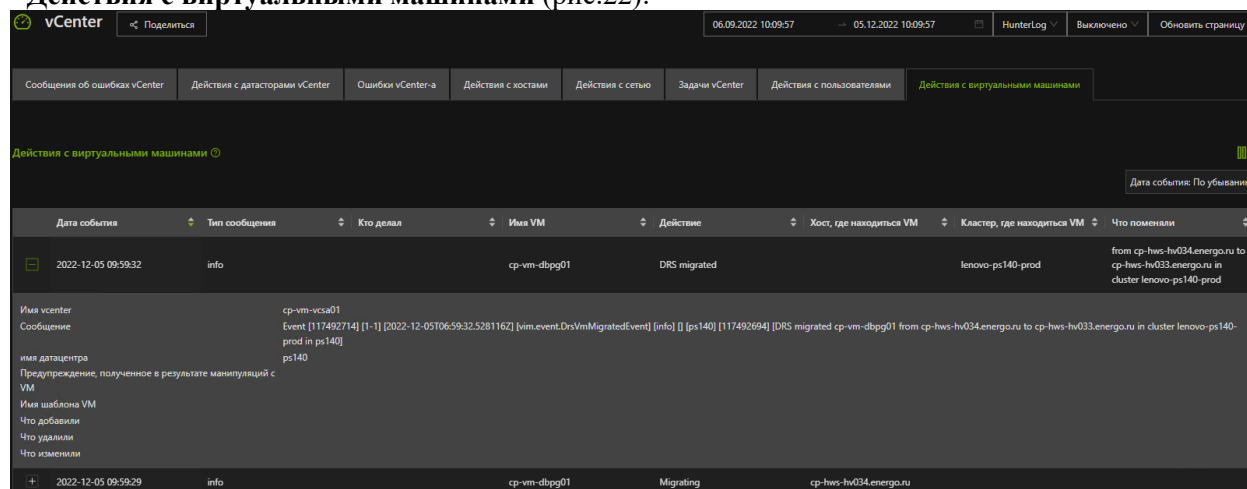 Действия с виртуальными машинами (рис.22).
vCenter Поделиться 06.09.2022 10:09:57 → 05.12.2022 10:09:57 HunterLog Выключено Обновить страницу
Сообщения об ошибках vCenter Действия с датасторами vCenter Ошибки vCenter-а Действия с хостами Действия с сетью Задачи vCenter Действия с пользователями Действия с виртуальными машинами
Действия с виртуальными машинами
Дата события: По убывани
Дата события Тип сообщения Кто делал Имя VM Действие Хост, где находиться VM Кластер, где находиться VM Что поменяли
2022-12-05 09:59:32 info cp-vm-dbpg01 DRS migrated lenovo-ps140-prod from cp-hws-hv034.energo.ru to
cp-hws-hv033.energo.ru in
cluster lenovo-ps140-prod
Имя vcenter cp-vm-vcsa01
Сообщение Event [117492714] [1-1] [2022-12-05T06:59:32.528116Z] [vim.event.DrsVmMigratedEvent] [info] [] [ps140] [117492694] [DRS migrated cp-vm-dbpg01 from cp-hws-hv034.energo.ru to cp-hws-hv033.energo.ru in cluster lenovo-ps140-
prod in ps140]
имя датацентра ps140
Предупреждение, полученное в результате манипуляций с
VM
Имя шаблона VM
Что добавили
Что удалили
Что изменили
2022-12-05 09:59:29 info cp-vm-dbpg01 Migrating cp-hws-hv034.energo.ru